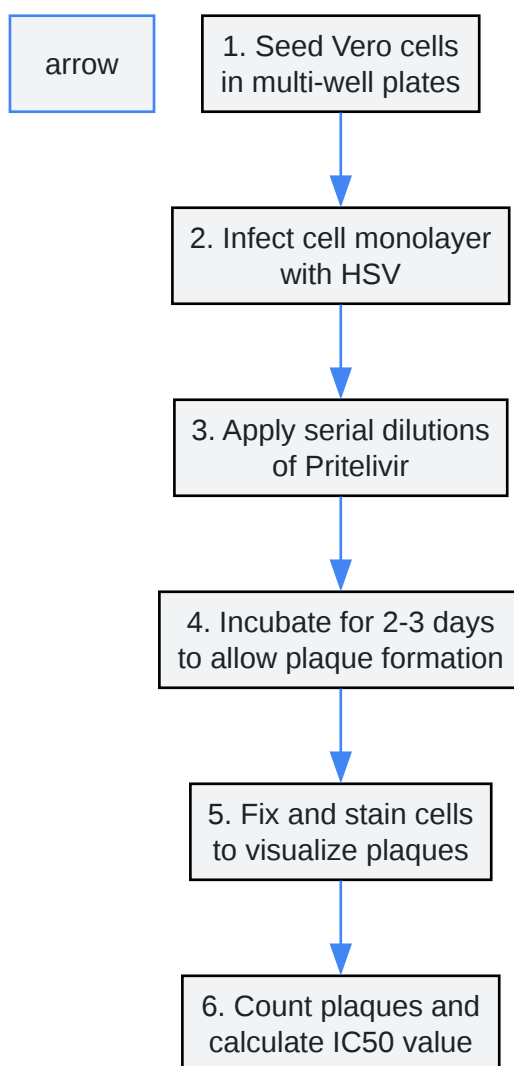 arrow
1. Seed Vero cells
in multi-well plates
2. Infect cell monolayer
with HSV
3. Apply serial dilutions
of Pritelivir
4. Incubate for 2-3 days
to allow plaque formation
5. Fix and stain cells
to visualize plaques
6. Count plaques and
calculate IC50 value